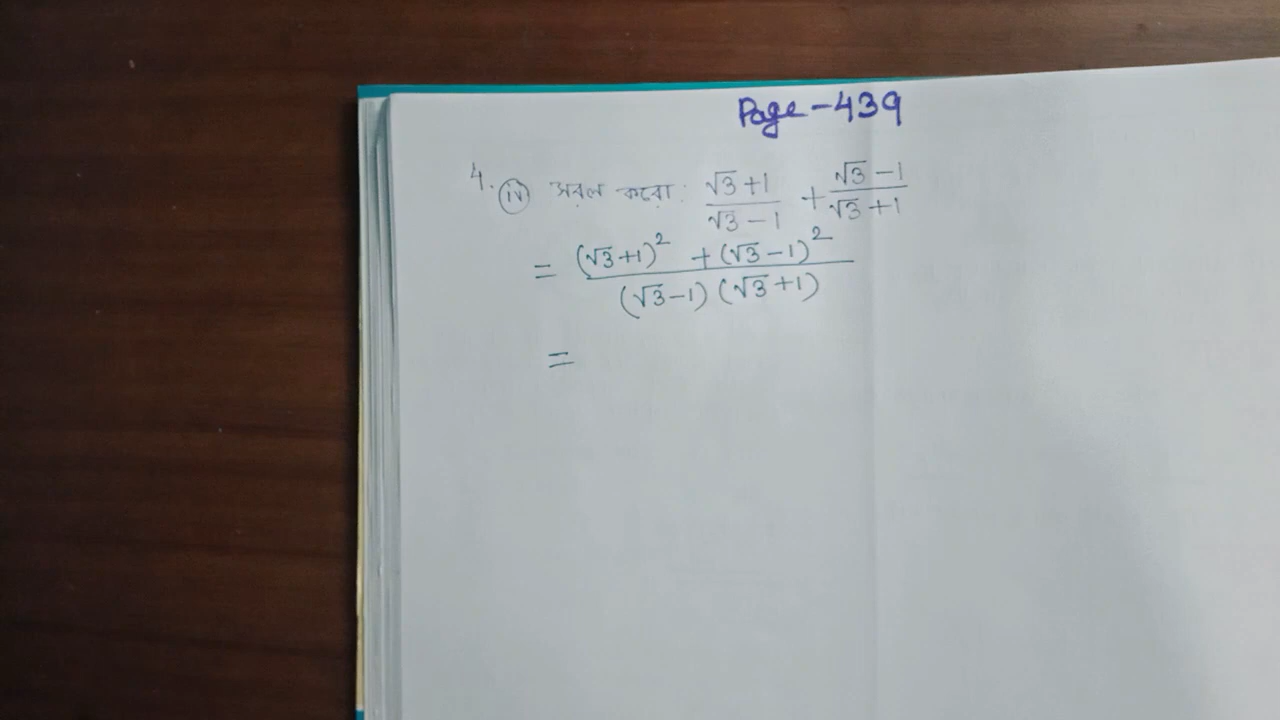 Page-439
4. (iv) সরল করো: (√3+1)/(√3-1) + (√3-1)/(√3+1)
= ((√3+1)² + (√3-1)²)/((√3-1)(√3+1))
=